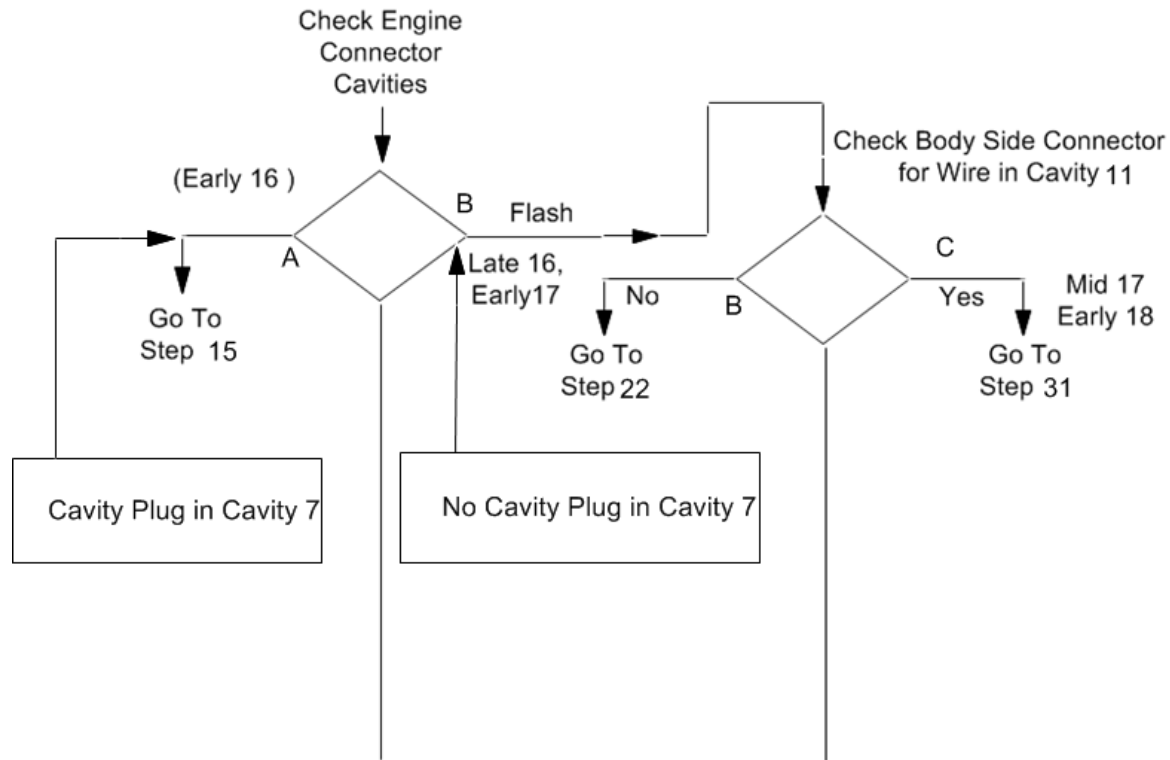 Check Engine
Connector
Cavities
(Early 16 )
A
B
Flash
Late 16,
Early17
Go To
Step 15
Cavity Plug in Cavity 7
No Cavity Plug in Cavity 7
Check Body Side Connector
for Wire in Cavity 11
No
B
C
Yes
Mid 17
Early 18
Go To
Step 22
Go To
Step 31